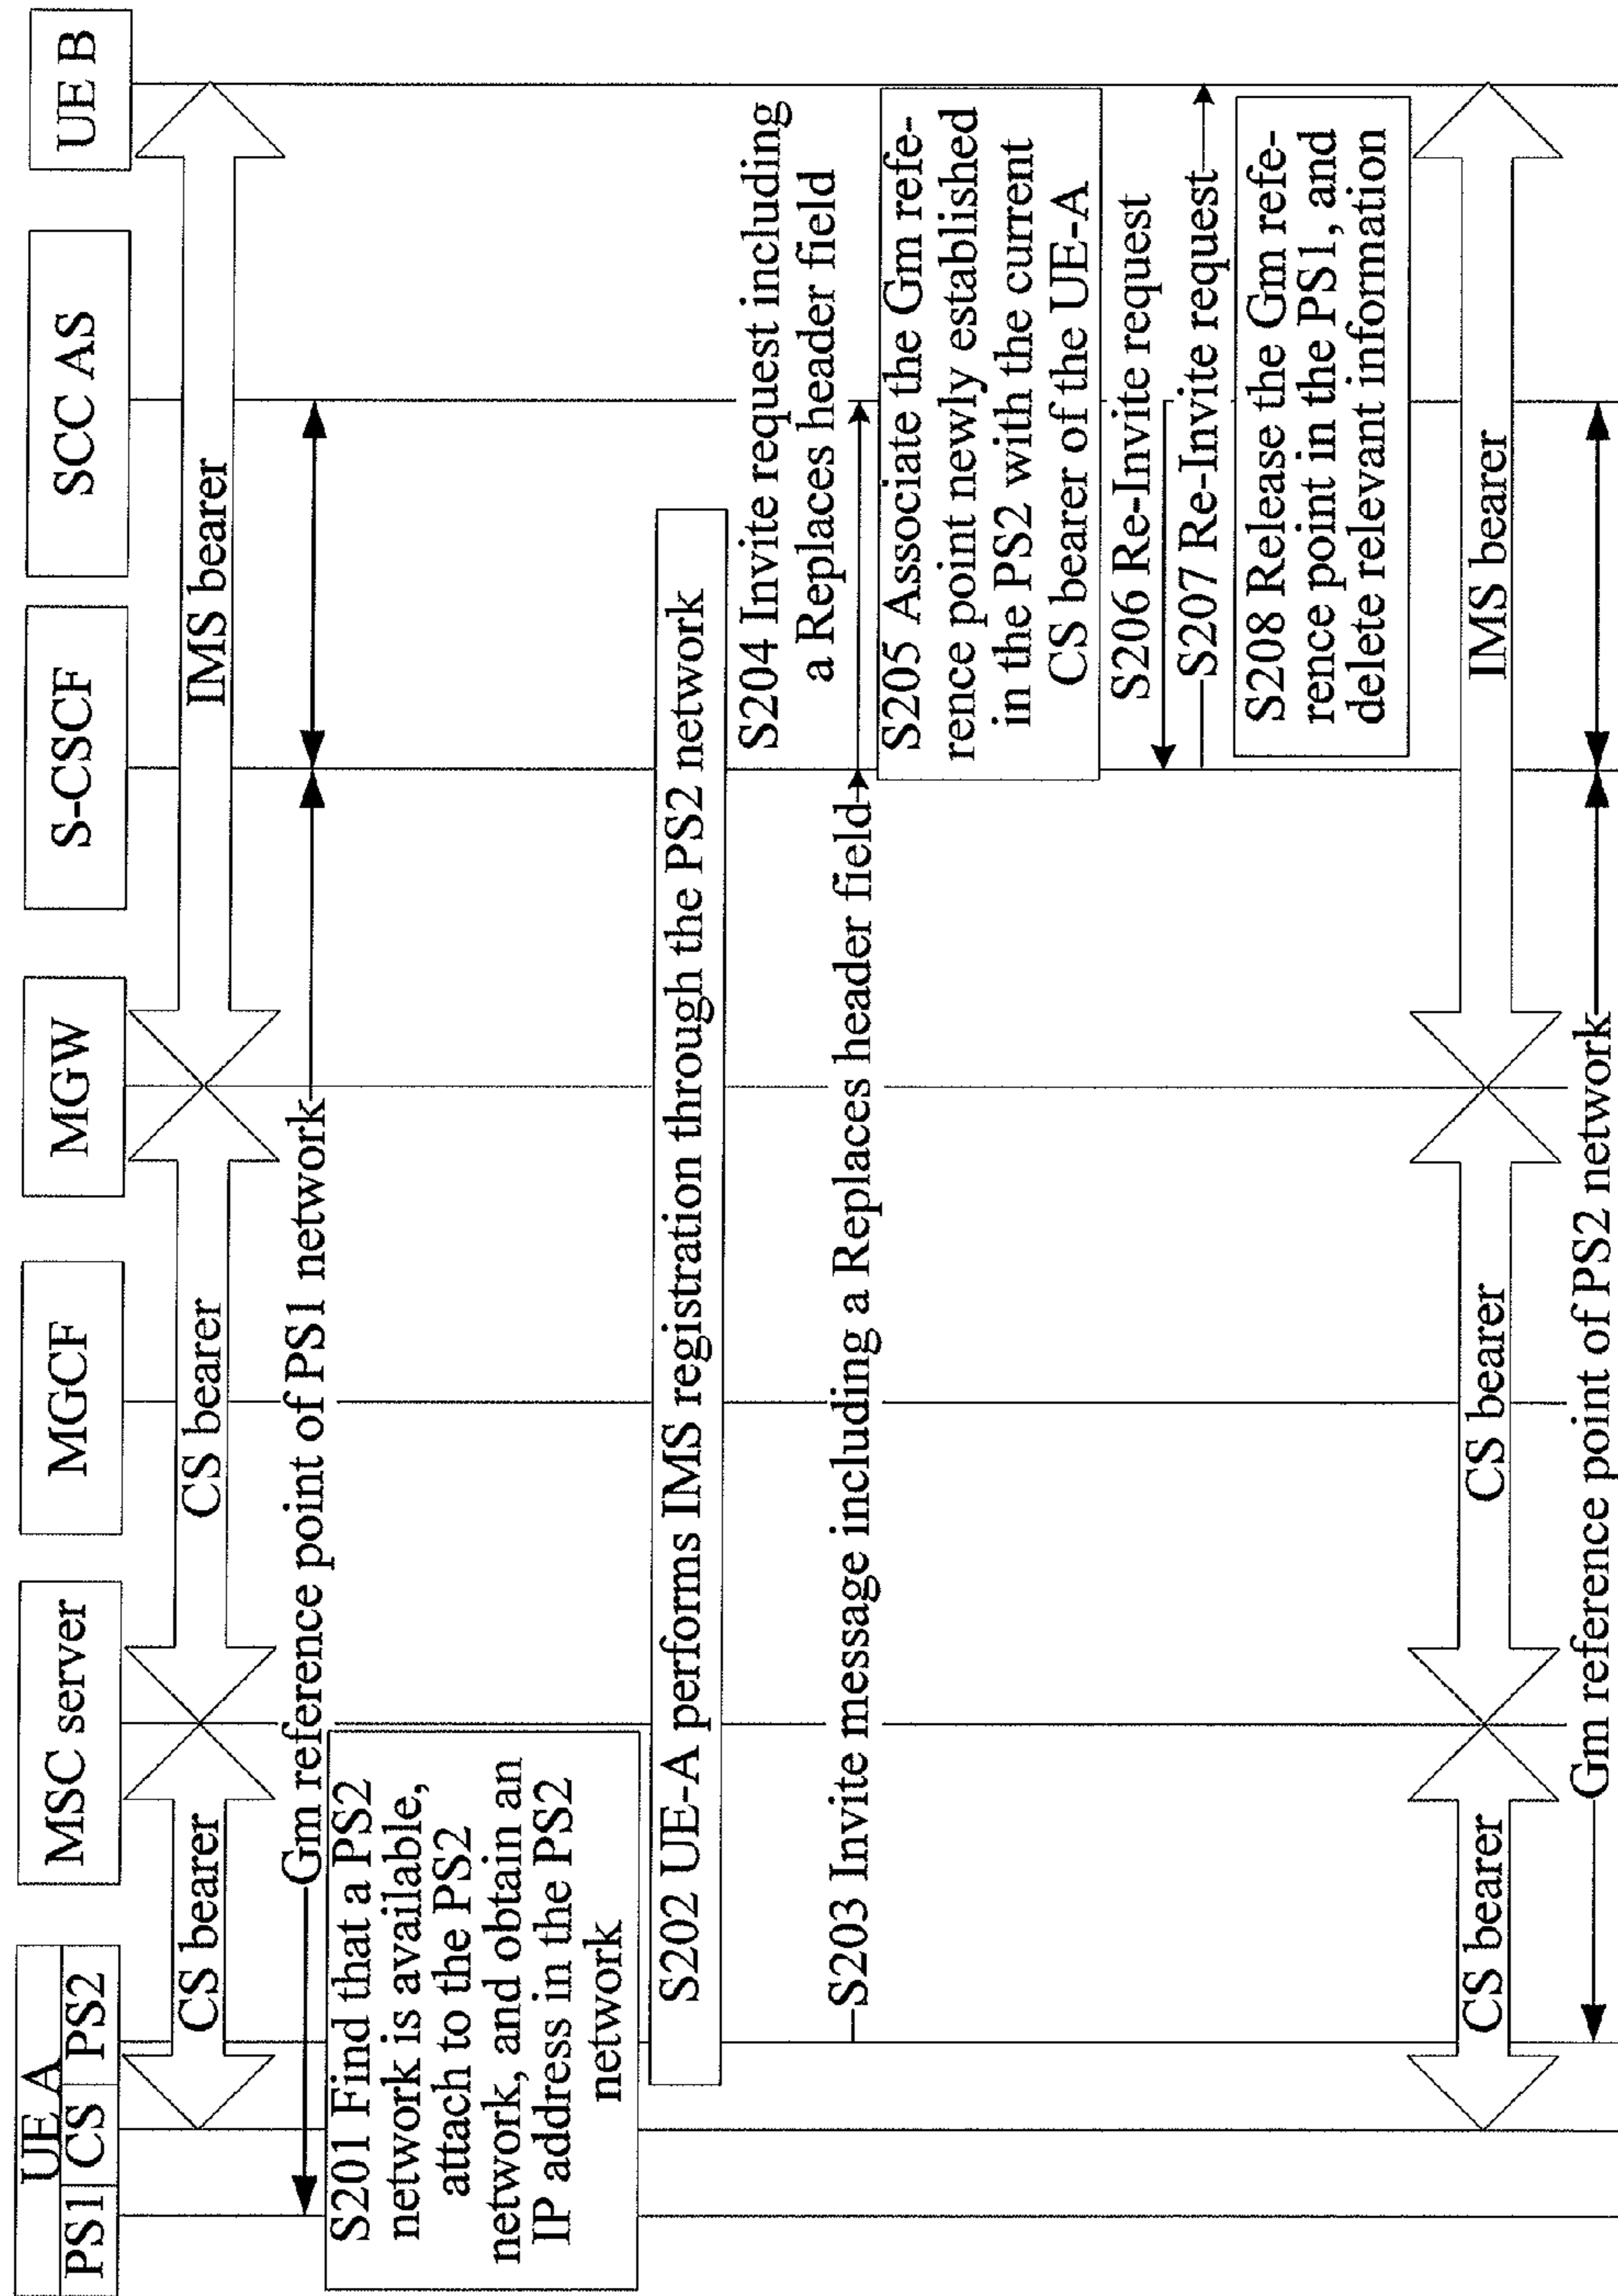 UE A
PS1
CS
PS2
MSC server
MGCF
MGW
S-CSCF
SCC AS
UE B
CS bearer
CS bearer
IMS bearer
Gm reference point of PS1 network
S201 Find that a PS2
network is available,
attach to the PS2
network, and obtain an
IP address in the PS2
network
S202 UE-A performs IMS registration through the PS2 network
S203 Invite message including a Replaces header field
S204 Invite request including
a Replaces header field
S205 Associate the Gm refe-
rence point newly established
in the PS2 with the current
CS bearer of the UE-A
S206 Re-Invite request
S207 Re-Invite request
S208 Release the Gm refe-
rence point in the PS1, and
delete relevant information
CS bearer
CS bearer
IMS bearer
Gm reference point of PS2 network